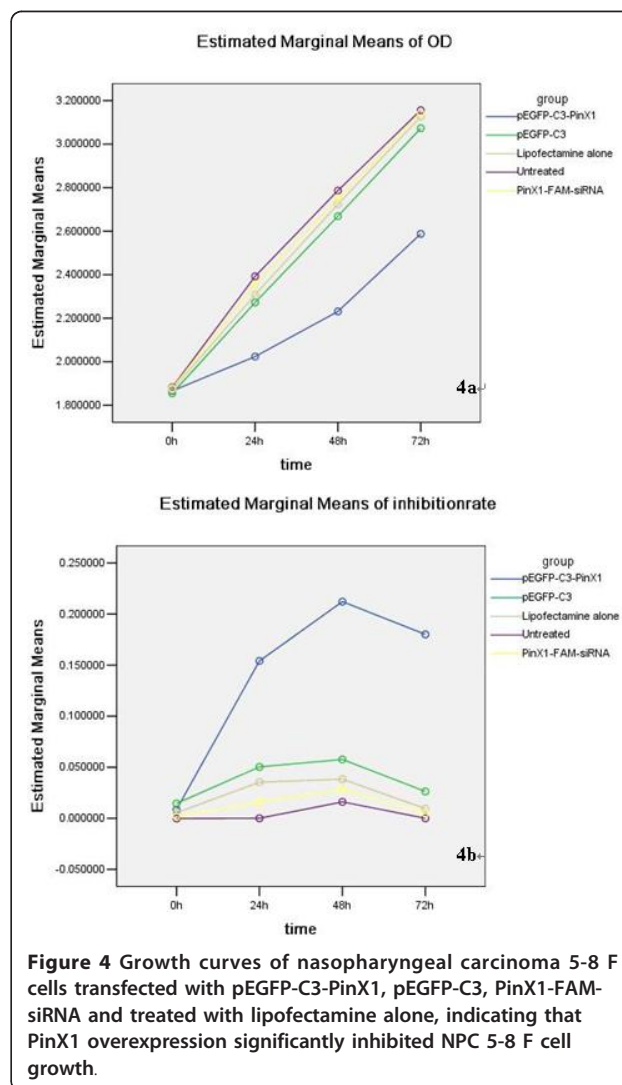 Estimated Marginal Means of OD
Estimated Marginal Means
3.200000
3.000000
2.800000
2.600000
2.400000
2.200000
2.000000
1.800000
0h 24h 48h 72h
time
group
pEGFP-C3-PinX1
pEGFP-C3
Lipofectamine alone
Untreated
PinX1-FAM-siRNA
4a
Estimated Marginal Means of inhibitionrate
Estimated Marginal Means
0.250000
0.200000
0.150000
0.100000
0.050000
0.000000
-0.050000
0h 24h 48h 72h
time
group
pEGFP-C3-PinX1
pEGFP-C3
Lipofectamine alone
Untreated
PinX1-FAM-siRNA
4b
Figure 4 Growth curves of nasopharyngeal carcinoma 5-8 F
cells transfected with pEGFP-C3-PinX1, pEGFP-C3, PinX1-FAM-
siRNA and treated with lipofectamine alone, indicating that
PinX1 overexpression significantly inhibited NPC 5-8 F cell
growth.